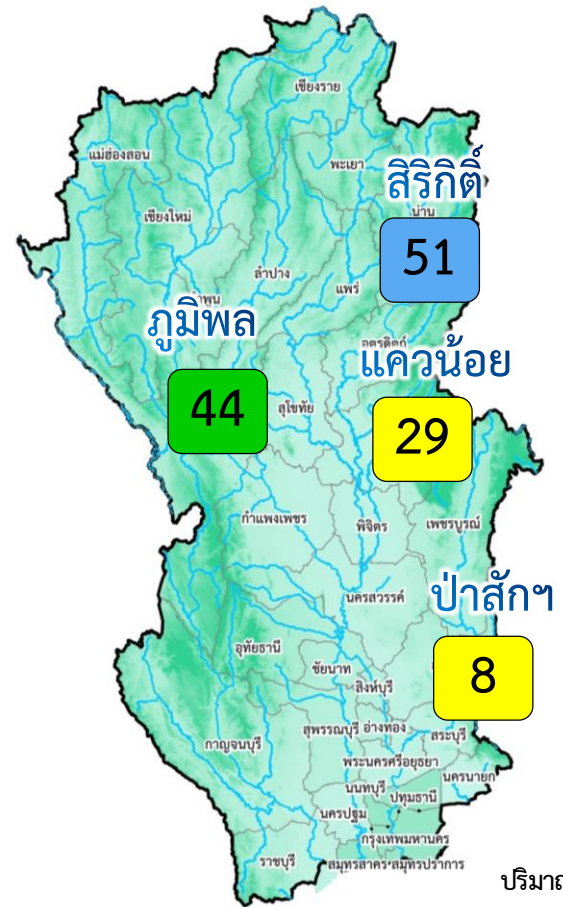 เชียงราย
แม่ฮ่องสอน
พะเยา
สิริกิติ์
น่าน
เชียงใหม่
51
ลำปาง
แพร่
ภูมิพล
อุตรดิตถ์
แควน้อย
44
สุโขทัย
29
กำแพงเพชร
พิจิตร
เพชรบูรณ์
ป่าสักฯ
นครสวรรค์
อุทัยธานี
ชัยนาท
8
สิงห์บุรี
สุพรรณบุรี อ่างทอง
สระบุรี
กาญจนบุรี
พระนครศรีอยุธยา
นครนายก
นนทบุรี
ปทุมธานี
นครปฐม
กรุงเทพมหานคร
ราชบุรี
สมุทรสาคร สมุทรปราการ